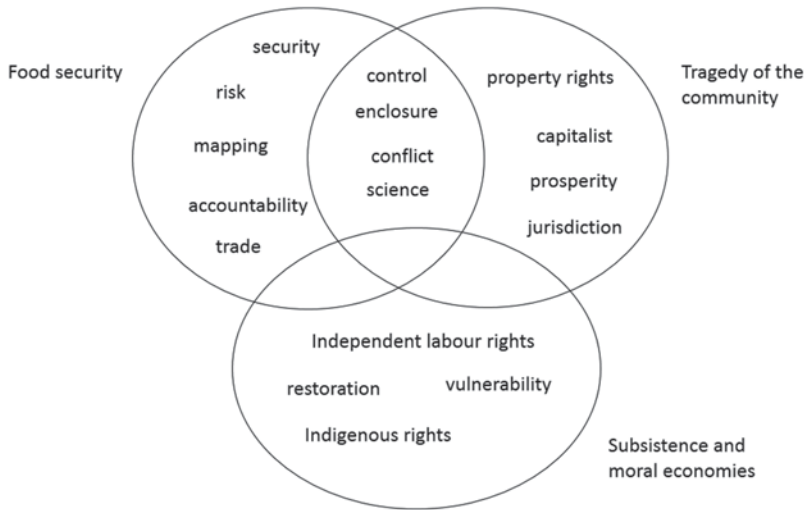 Food security
security
risk
mapping
accountability
trade
control
enclosure
conflict
science
property rights
capitalist
prosperity
jurisdiction
Tragedy of the
community
Independent labour rights
restoration
vulnerability
Indigenous rights
Subsistence and
moral economies